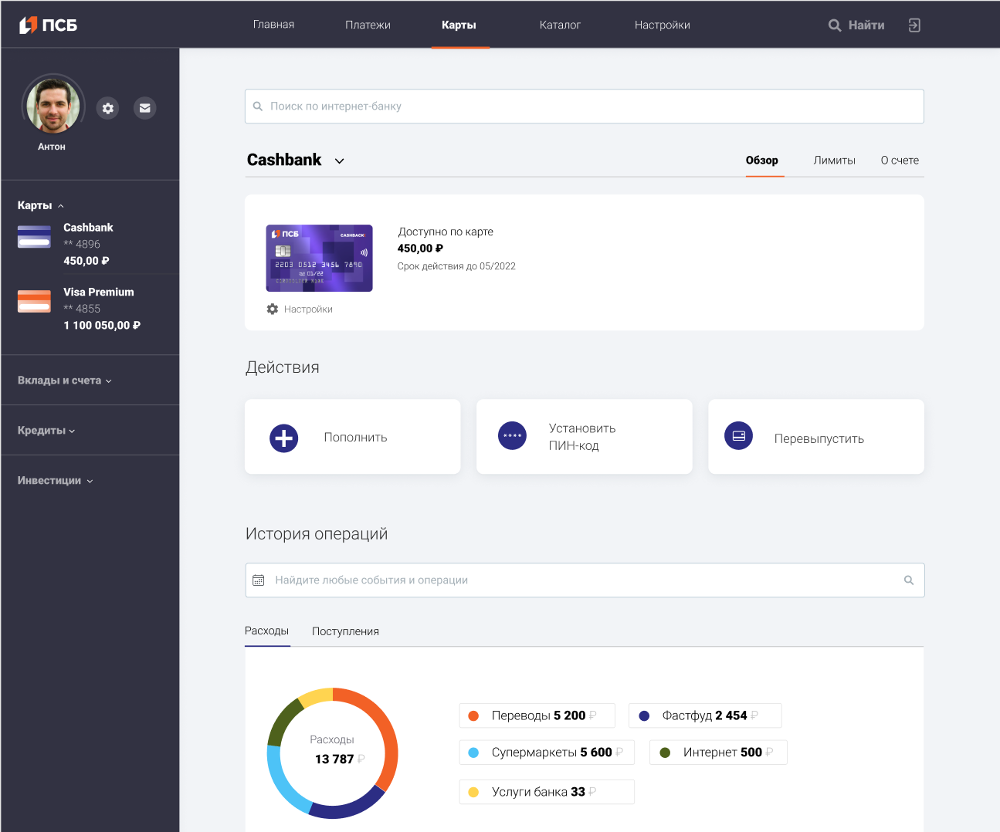 ПСБ
Главная
Платежи
Карты
Каталог
Настройки
Найти
Антон
Карты
Cashbank
** 4896
450,00 ₽
Visa Premium
** 4855
1 100 050,00 ₽
Вклады и счета
Кредиты
Инвестиции
Поиск по интернет-банку
Cashbank
Обзор
Лимиты
О счете
ПСБ
CASHBACK
2203 0512 3456 7890
01/22
Доступно по карте
450,00 ₽
Срок действия до 05/2022
Настройки
Действия
Пополнить
****
Установить
ПИН-код
Перевыпустить
История операций
Найдите любые события и операции
Расходы
Поступления
Расходы
13 787 ₽
Переводы 5 200 ₽
Фастфуд 2 454 ₽
Супермаркеты 5 600 ₽
Интернет 500 ₽
Услуги банка 33 ₽